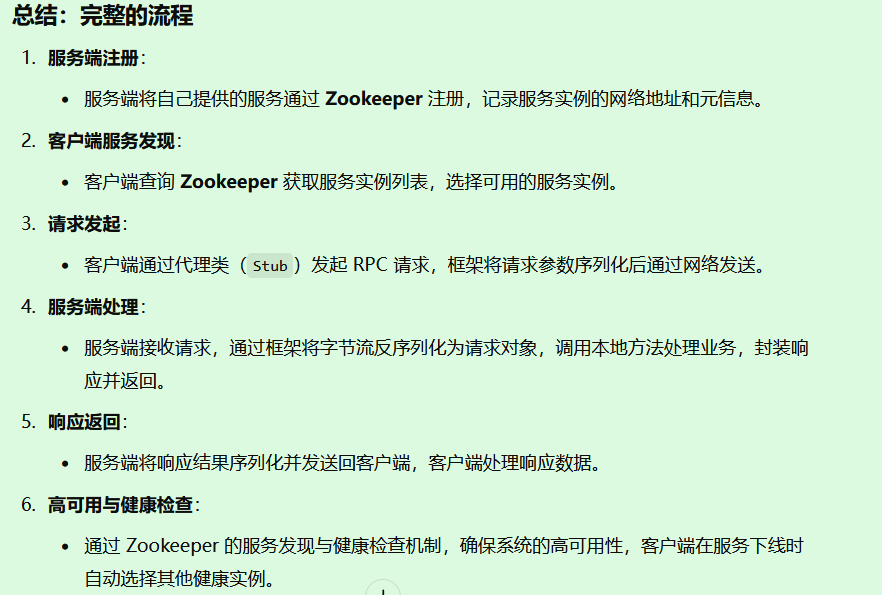 总结：完整的流程
1. 服务端注册：
• 服务端将自己提供的服务通过 Zookeeper 注册，记录服务实例的网络地址和元信息。
2. 客户端服务发现：
• 客户端查询 Zookeeper 获取服务实例列表，选择可用的服务实例。
3. 请求发起：
• 客户端通过代理类（Stub）发起 RPC 请求，框架将请求参数序列化后通过网络发送。
4. 服务端处理：
• 服务端接收请求，通过框架将字节流反序列化为请求对象，调用本地方法处理业务，封装响
应并返回。
5. 响应返回：
• 服务端将响应结果序列化并发送回客户端，客户端处理响应数据。
6. 高可用与健康检查：
• 通过 Zookeeper 的服务发现与健康检查机制，确保系统的高可用性，客户端在服务下线时
自动选择其他健康实例。